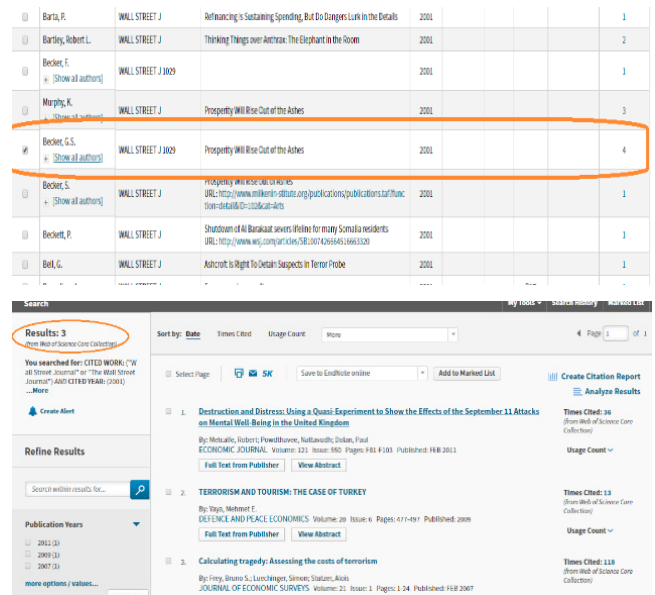 Barta, P. WALL STREET J Refinancing Is Sustaining Spending, But Do Dangers Lurk in the Details 2001 1
Bartley, Robert L. WALL STREET J Thinking Things over Anthrax: The Elephant in the Room 2001 2
Becker, F.
+ [Show all authors] WALL STREET J 1029 2001 1
Murphy, K.
+ [Show all authors] WALL STREET J Prosperity Will Rise Out of the Ashes 2001 3
Becker, G.S.
+ [Show all authors] WALL STREET J 1029 Prosperity Will Rise Out of the Ashes 2001 4
Becker, S.
+ [Show all authors] WALL STREET J Prosperity Will Rise Out of Ashes 2001 1
URL: http://www.milkenin-stitute.org/publications/publications.taf?func
tion=detail&ID=102&cat=Arts
Beckett, P. WALL STREET J Shutdown of Al Barakaat severs lifeline for many Somalia residents 2001 1
URL: http://www.wsj.com/articles/SB1007426664516663320
Bell, G. WALL STREET J Ashcroft Is Right To Detain Suspects In Terror Probe 2001 1
Search My Tools Search History Marked List
Results: 3
(from Web of Science Core Collection)
You searched for: CITED WORK: ("W
all Street Journal" or "The Wall Street
Journal") AND CITED YEAR: (2001)
...More
Create Alert
Refine Results
Search within results for...
Publication Years
2011 (1)
2009 (1)
2007 (1)
more options / values...
Sort by: Date Times Cited Usage Count More Page 1 of 1
Select Page 5K Save to EndNote online Add to Marked List
Create Citation Report
Analyze Results
1. Destruction and Distress: Using a Quasi-Experiment to Show the Effects of the September 11 Attacks
on Mental Well-Being in the United Kingdom
By: Metcalfe, Robert; Powdthavee, Nattavudh; Dolan, Paul
ECONOMIC JOURNAL Volume: 121 Issue: 550 Pages: F81-F103 Published: FEB 2011
Full Text from Publisher View Abstract
Times Cited: 36
(from Web of Science Core
Collection)
Usage Count
2. TERRORISM AND TOURISM: THE CASE OF TURKEY
By: Yaya, Mehmet E.
DEFENCE AND PEACE ECONOMICS Volume: 20 Issue: 6 Pages: 477-497 Published: 2009
Full Text from Publisher View Abstract
Times Cited: 13
(from Web of Science Core
Collection)
Usage Count
3. Calculating tragedy: Assessing the costs of terrorism
By: Frey, Bruno S.; Luechinger, Simon; Stutzer, Alois
JOURNAL OF ECONOMIC SURVEYS Volume: 21 Issue: 1 Pages: 1-24 Published: FEB 2007
Times Cited: 118
(from Web of Science Core
Collection)